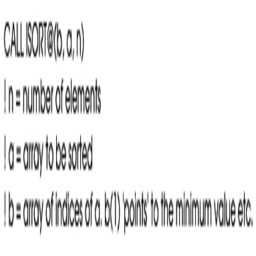 CALL ISORT@(b, a, n)
! n = number of elements
! a = array to be sorted
! b = array of indices of a. b(1) 'points' to the minimum value etc.